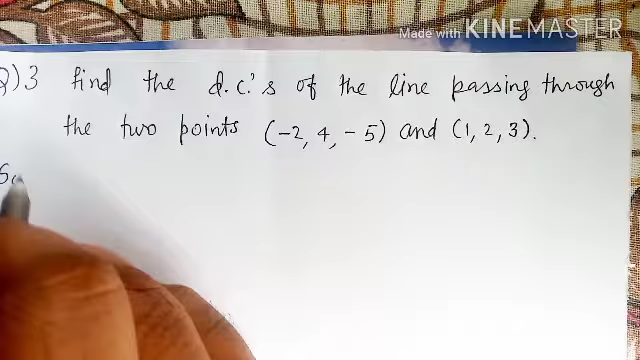 Made with KINEMASTER
Q) 3 Find the d.c.'s of the line passing through
the two points (-2, 4, -5) and (1, 2, 3).
So